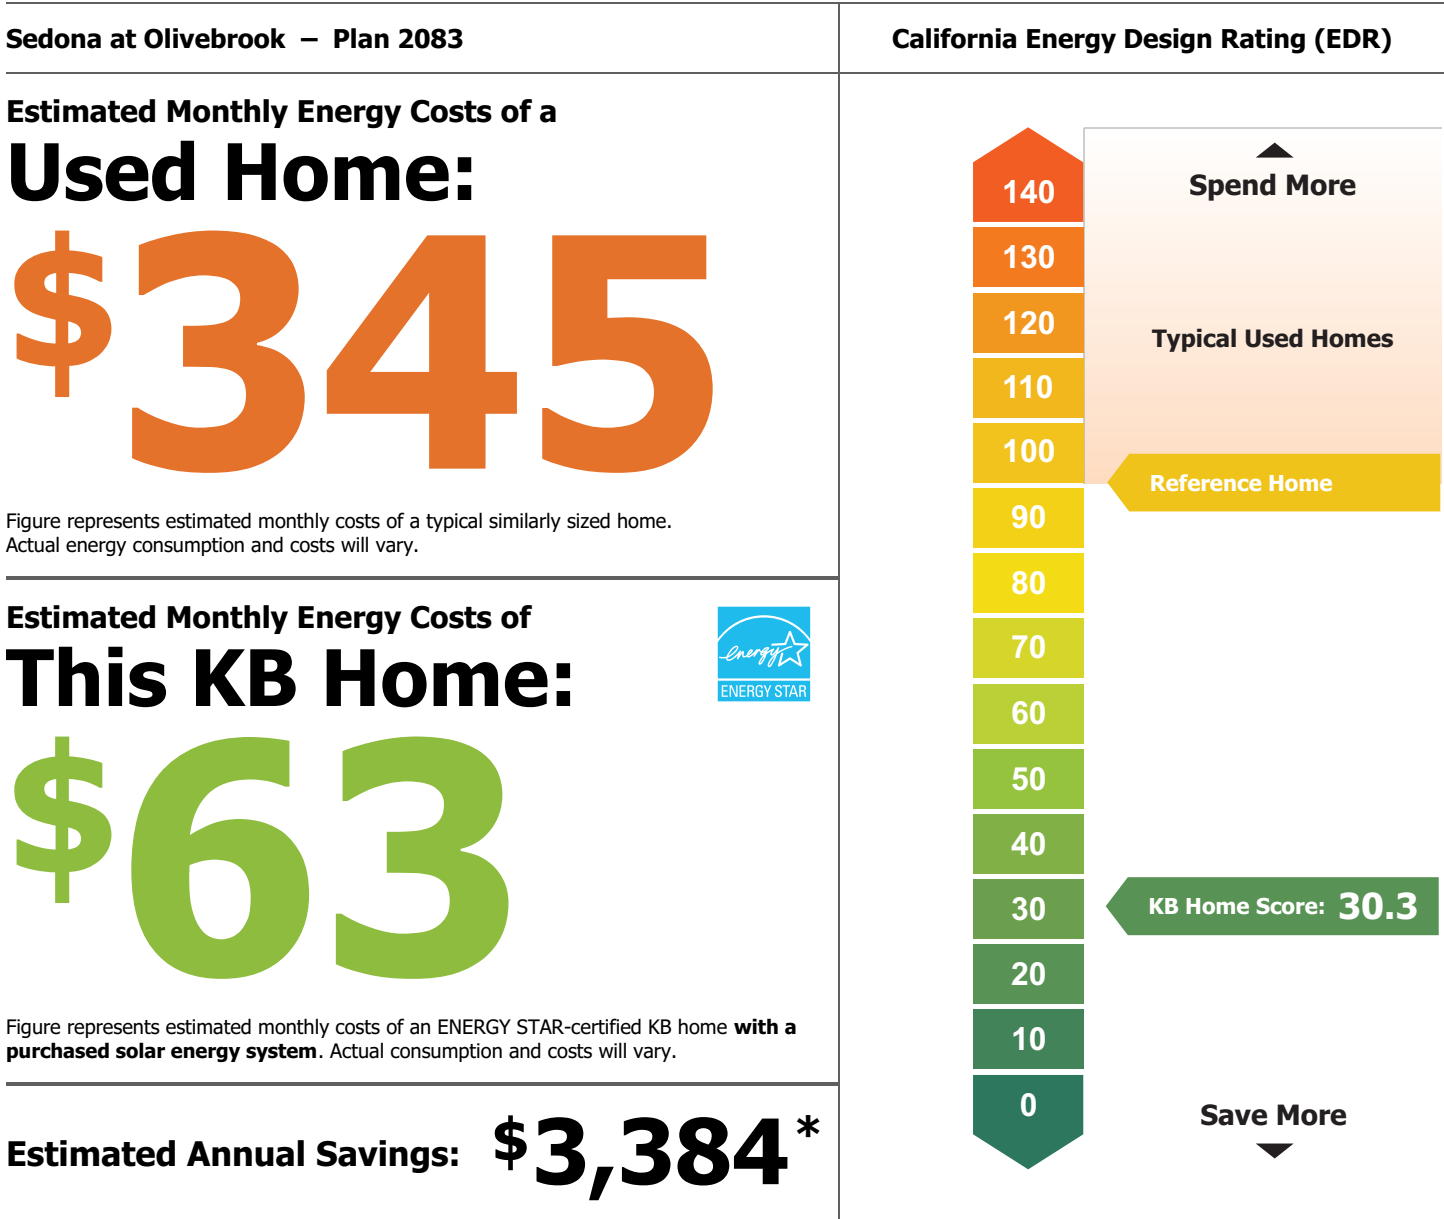 Sedona at Olivebrook – Plan 2083
Estimated Monthly Energy Costs of a
Used Home:
$345
Figure represents estimated monthly costs of a typical similarly sized home.
Actual energy consumption and costs will vary.
Estimated Monthly Energy Costs of
This KB Home:
energy
ENERGY STAR
$63
Figure represents estimated monthly costs of an ENERGY STAR-certified KB home with a
purchased solar energy system. Actual consumption and costs will vary.
Estimated Annual Savings: $3,384*
California Energy Design Rating (EDR)
Spend More
140
130
120
Typical Used Homes
110
100
Reference Home
90
80
70
60
50
40
30
KB Home Score: 30.3
20
10
0
Save More